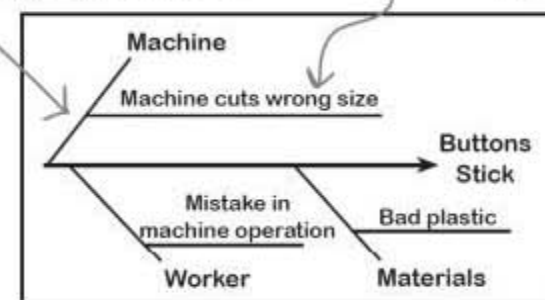 Machine
Machine cuts wrong size
Buttons
Stick
Mistake in
machine operation
Bad plastic
Worker
Materials